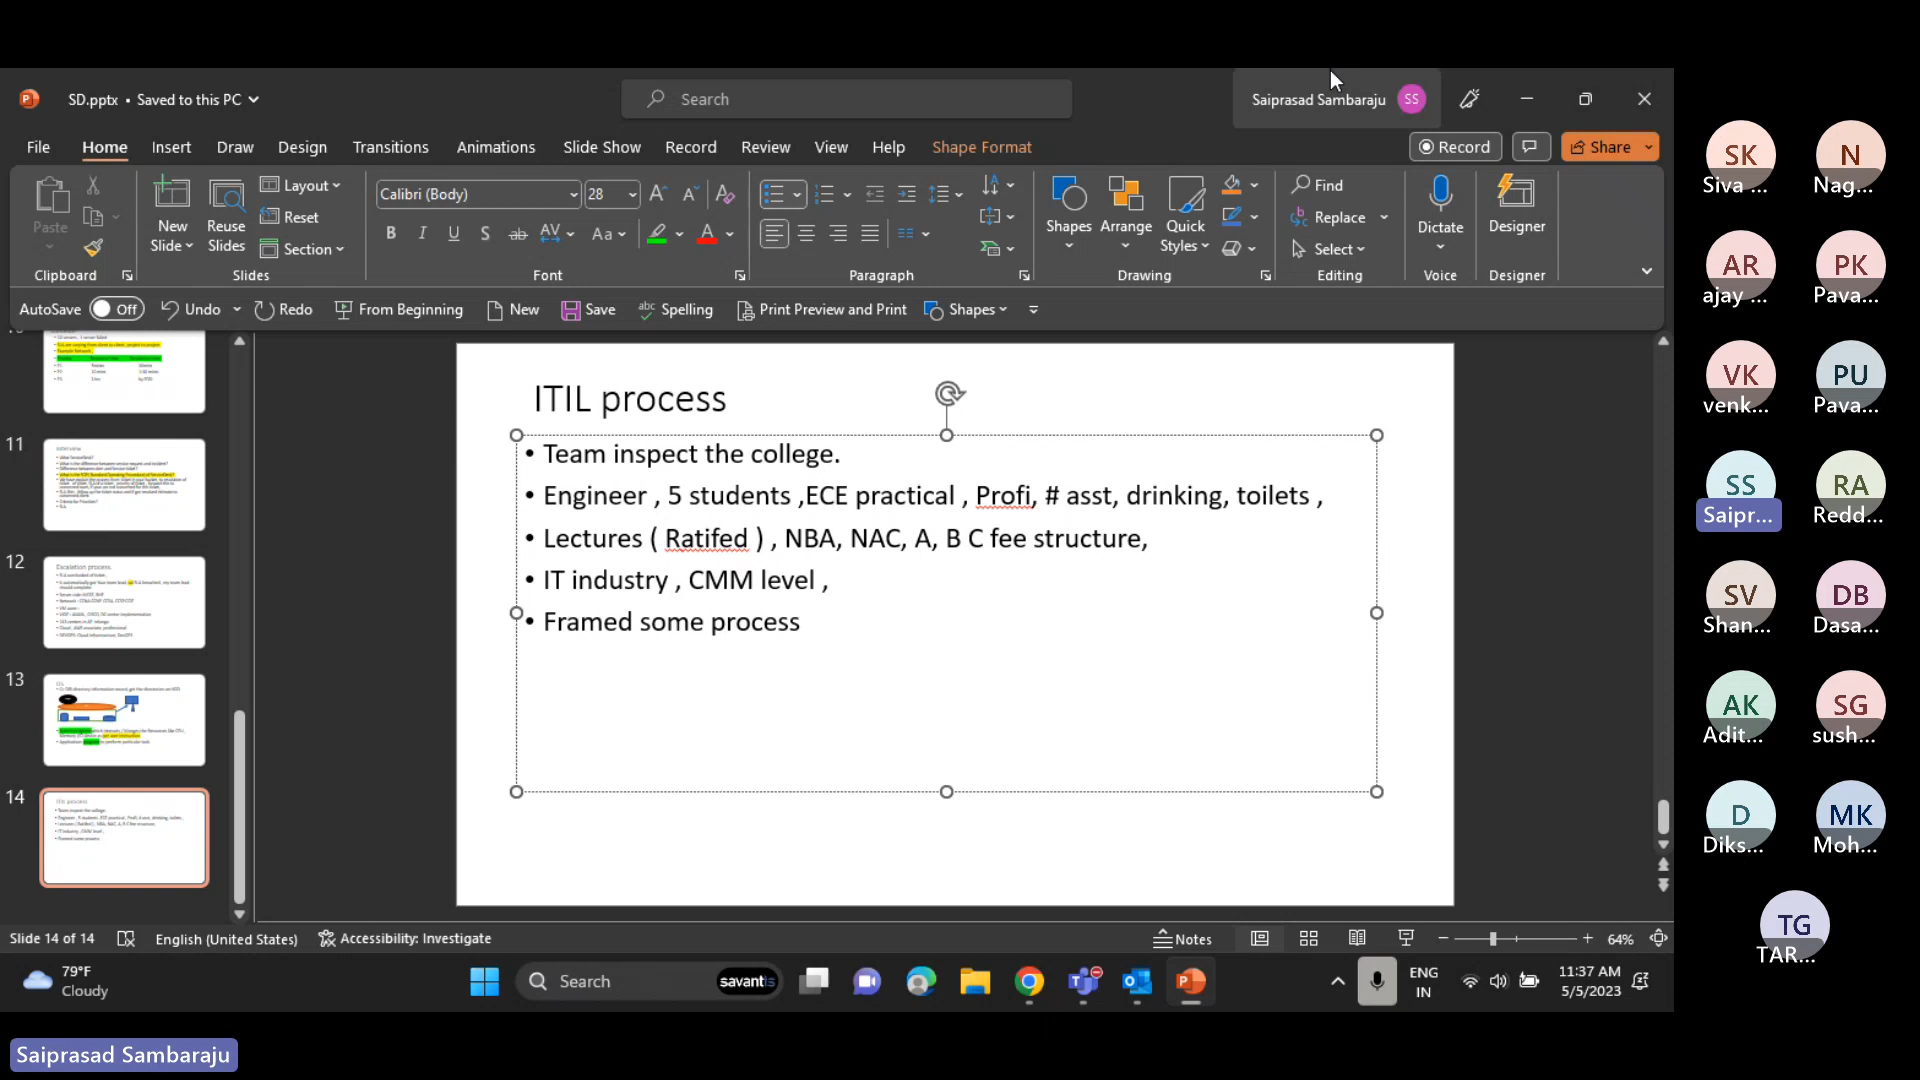 SD.pptx • Saved to this PC
Search
Saiprasad Sambaraju
SS
File Home Insert Draw Design Transitions Animations Slide Show Record Review View Help Shape Format
Record
Share
Paste
New Slide
Reuse Slides
Layout
Reset
Section
Calibri (Body)
28
Shapes
Arrange
Quick Styles
Find
Replace
Select
Dictate
Designer
Clipboard Slides Font Paragraph Drawing Editing Voice Designer
AutoSave Off Undo Redo From Beginning New Save Spelling Print Preview and Print Shapes
11
12
Escalation process.
13
14
ITIL process
• Team inspect the college.
• Engineer , 5 students ,ECE practical , Profi, # asst, drinking, toilets ,
• Lectures ( Ratifed ) , NBA, NAC, A, B C fee structure,
• IT industry , CMM level ,
• Framed some process
Slide 14 of 14 English (United States) Accessibility: Investigate Notes 64%
79°F
Cloudy
Search
savantis
ENG
IN
11:37 AM
5/5/2023
SK
Siva ...
N
Nag...
AR
ajay ...
PK
Pava...
VK
venk...
PU
Pava...
SS
Saipr...
RA
Redd...
SV
Shan...
DB
Dasa...
AK
Adit...
SG
sush...
D
Diks...
MK
Moh...
TG
TAR...
Saiprasad Sambaraju